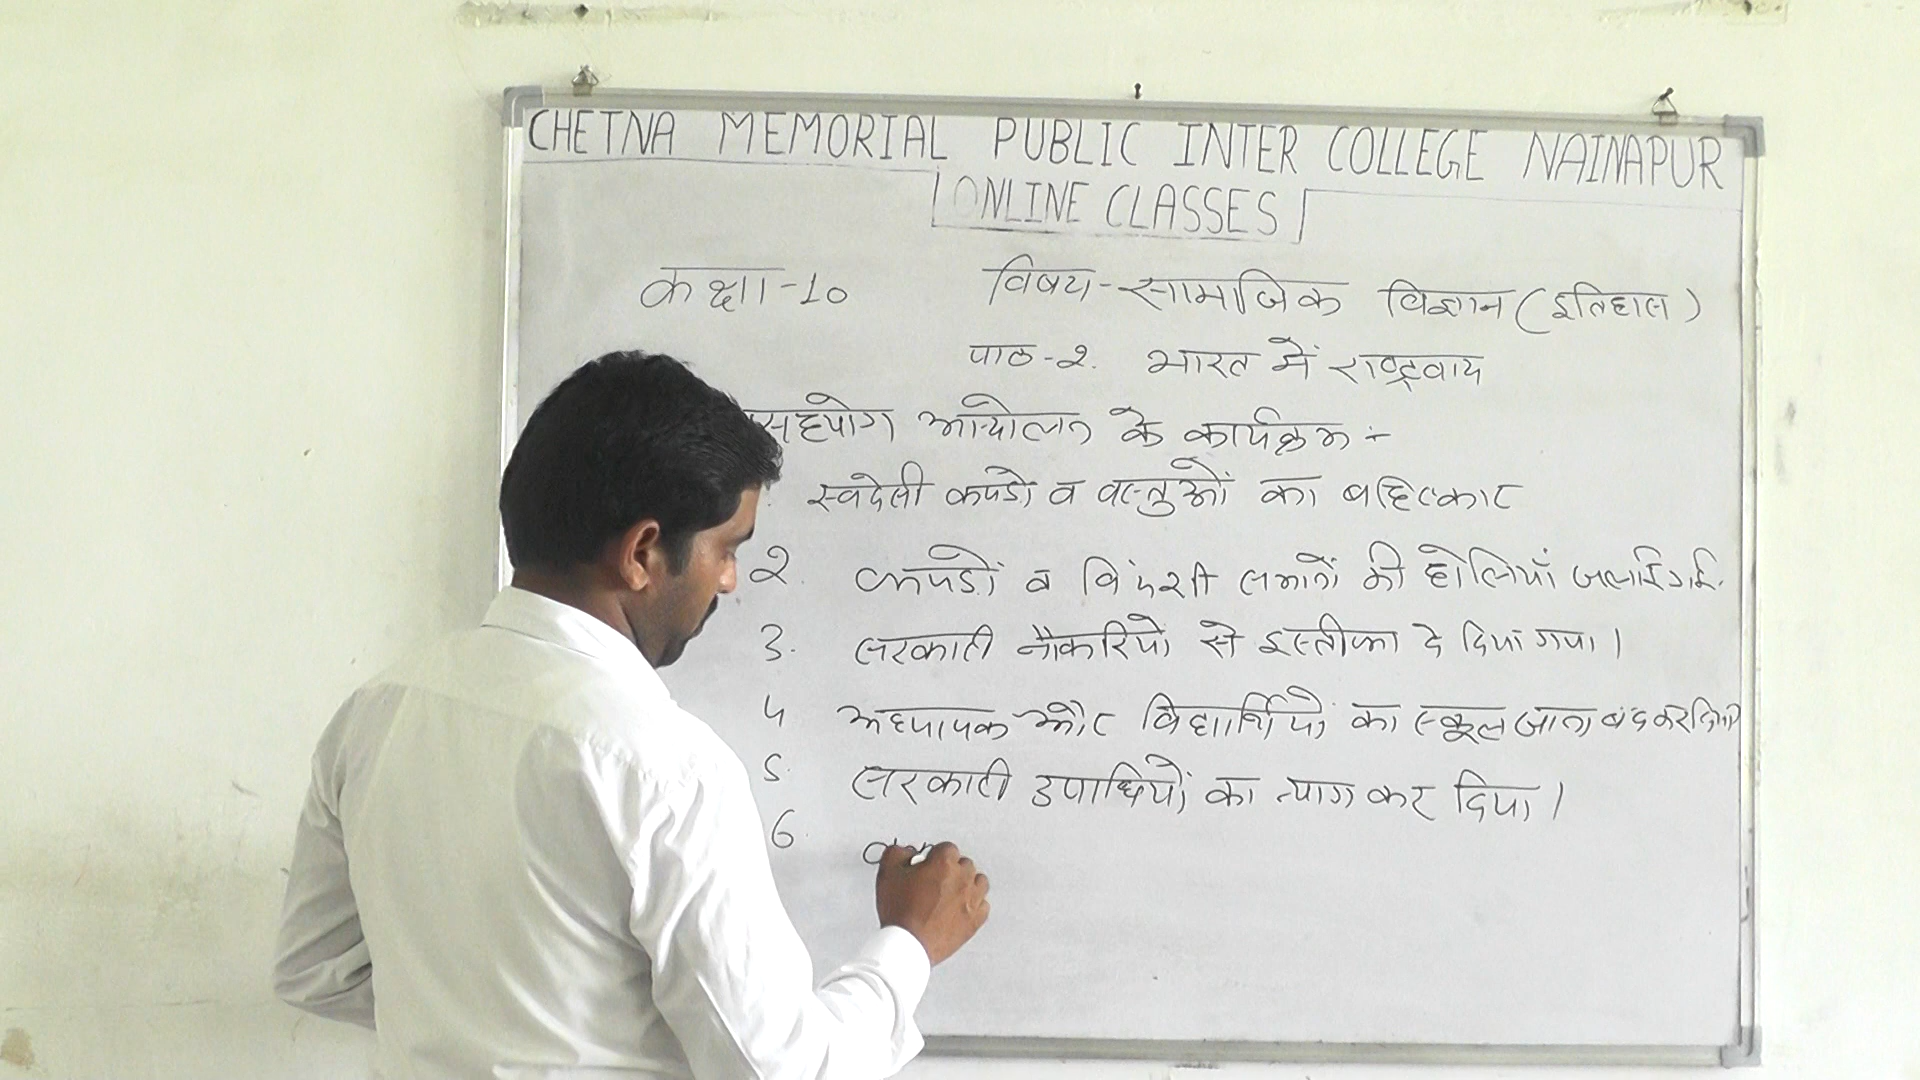 CHETNA MEMORIAL PUBLIC INTER COLLEGE NAINAPUR
ONLINE CLASSES
कक्षा-10 विषय-सामाजिक विज्ञान (इतिहास)
पाठ-2. भारत में राष्ट्रवाद
सहयोग आन्दोलन के कार्यक्रम :-
स्वदेसी कपडो व वस्तुओं का बहिष्कार
2. कपडों व विदेशी समानों की होलियाँ जलाई गई.
3. सरकारी नौकरियों से इस्तीफा दे दिया गया।
4 अध्यापक और विद्यार्थियों का स्कूल जाना बंद कर
5. सरकारी उपाधियों का त्याग कर दिया।
6.